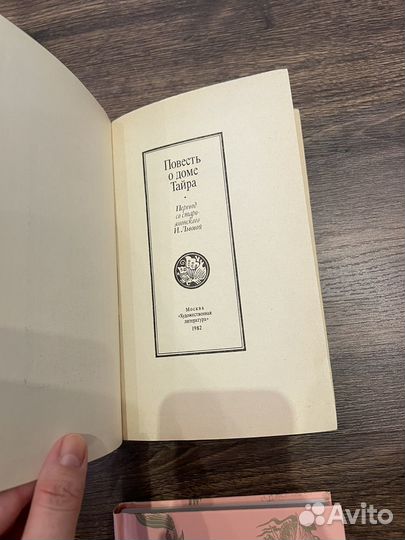 Повесть
о доме
Тайра
Перевод
со старо-
японского
И. Львовой
Москва
«Художественная
литература»
1982
Avito